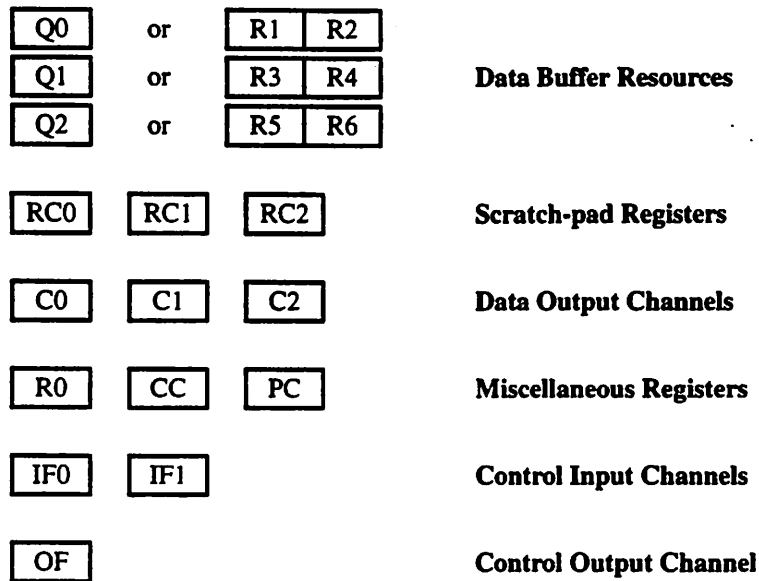 Q0 or R1 R2
Q1 or R3 R4 Data Buffer Resources
Q2 or R5 R6
RC0 RC1 RC2 Scratch-pad Registers
C0 C1 C2 Data Output Channels
R0 CC PC Miscellaneous Registers
IF0 IF1 Control Input Channels
OF Control Output Channel